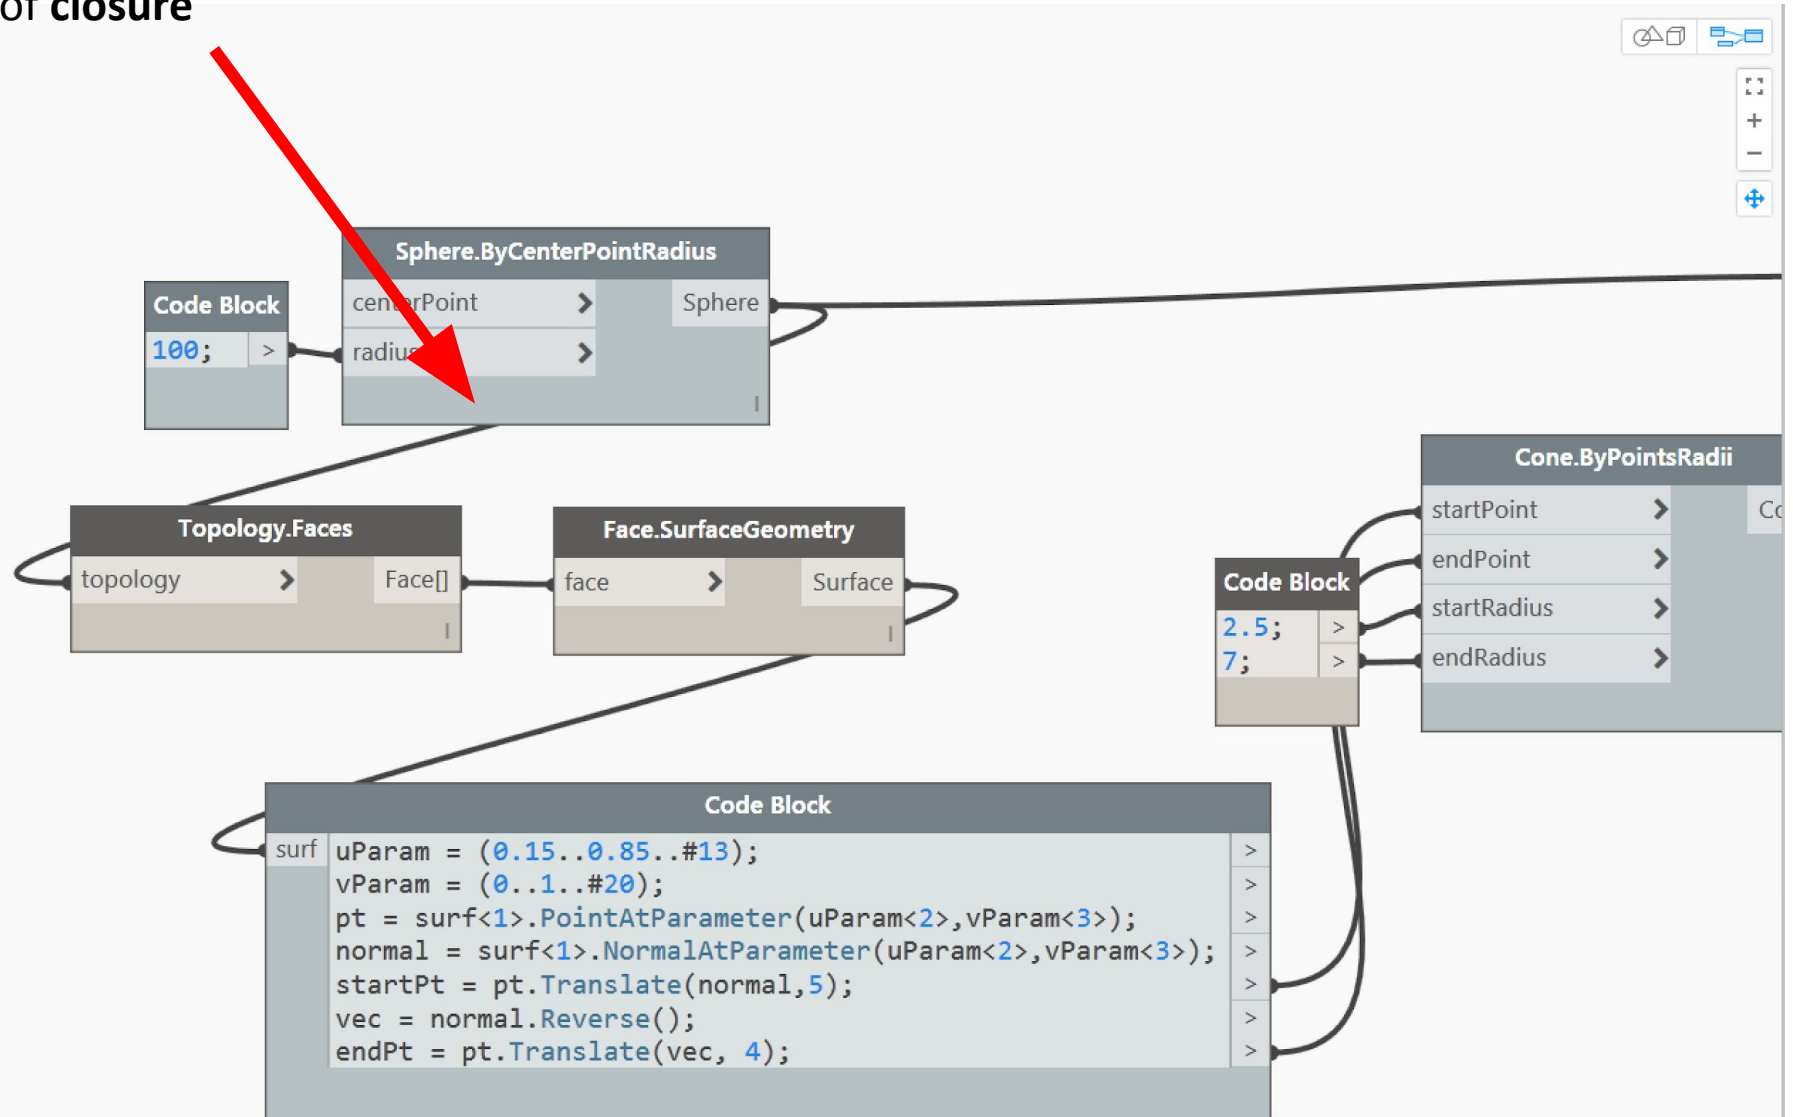 of closure
Sphere.ByCenterPointRadius
Code Block
centerPoint
Sphere
100;
>
radius
Cone.ByPointsRadii
startPoint
Topology.Faces
Face.SurfaceGeometry
endPoint
topology
Face[]
face
Surface
Code Block
startRadius
2.5;
>
7;
>
endRadius
Code Block
surf
uParam = (0.15..0.85..#13);
>
vParam = (0..1..#20);
>
pt = surf<1>.PointAtParameter(uParam<2>,vParam<3>);
>
normal = surf<1>.NormalAtParameter(uParam<2>,vParam<3>);
>
startPt = pt.Translate(normal,5);
>
vec = normal.Reverse();
>
endPt = pt.Translate(vec, 4);
>